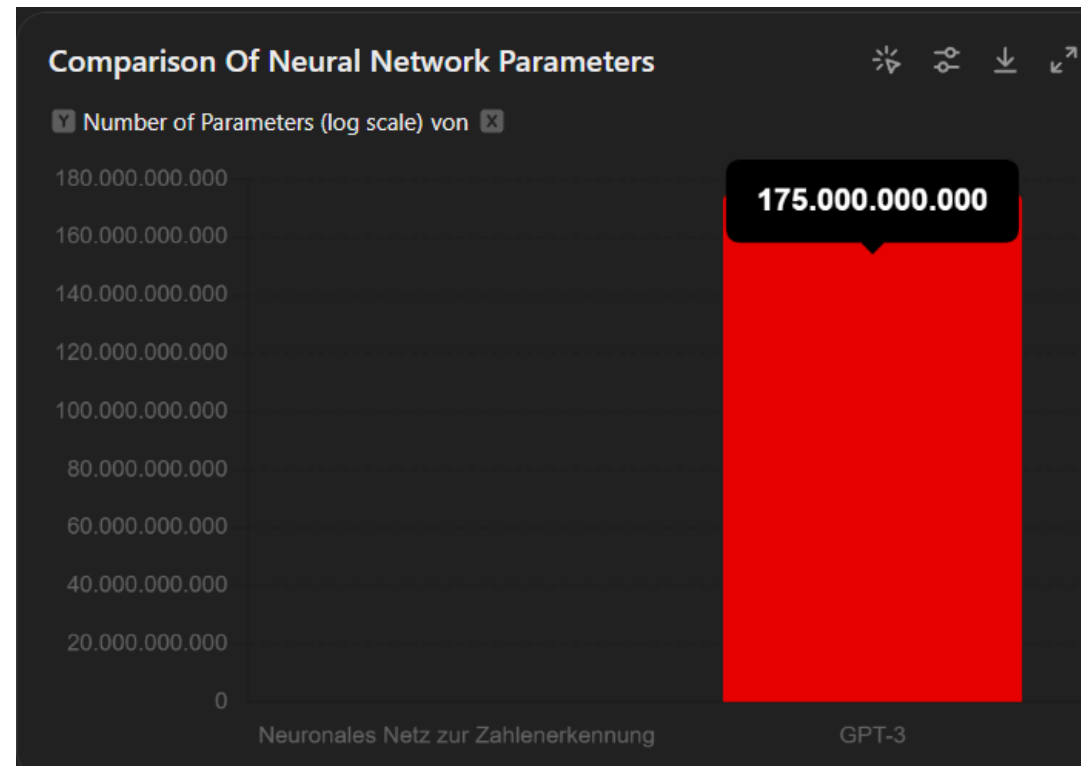 Comparison Of Neural Network Parameters
Y Number of Parameters (log scale) von X
180.000.000.000
175.000.000.000
160.000.000.000
140.000.000.000
120.000.000.000
100.000.000.000
80.000.000.000
60.000.000.000
40.000.000.000
20.000.000.000
0
Neuronales Netz zur Zahlenerkennung
GPT-3